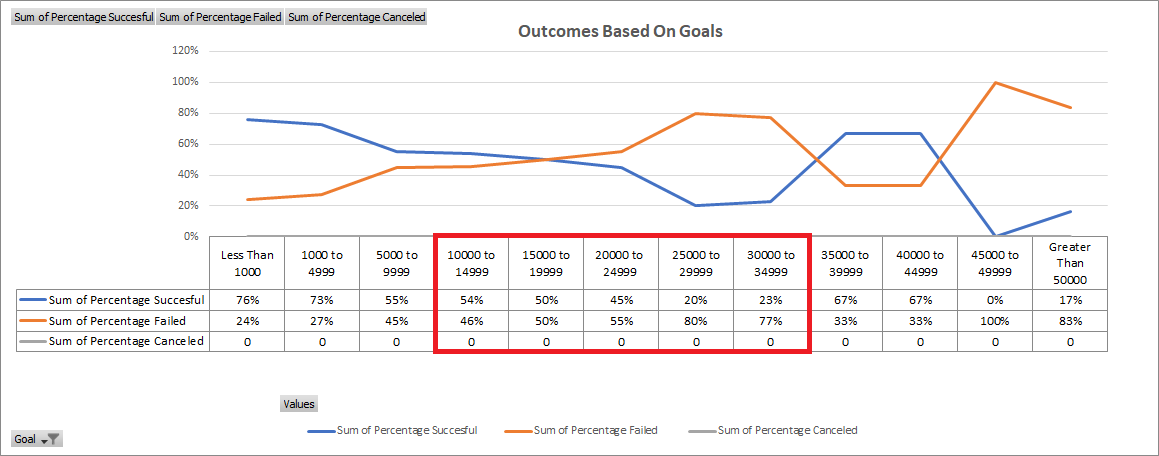 Sum of Percentage Succesful Sum of Percentage Failed Sum of Percentage Canceled
Outcomes Based On Goals
120%
100%
80%
60%
40%
20%
0%
Less Than 1000 to 5000 to 10000 to 15000 to 20000 to 25000 to 30000 to 35000 to 40000 to 45000 to Greater Than
1000 4999 9999 14999 19999 24999 29999 34999 39999 44999 49999 50000
Sum of Percentage Succesful 76% 73% 55% 54% 50% 45% 20% 23% 67% 67% 0% 17%
Sum of Percentage Failed 24% 27% 45% 46% 50% 55% 80% 77% 33% 33% 100% 83%
Sum of Percentage Canceled 0 0 0 0 0 0 0 0 0 0 0 0
Values
Sum of Percentage Succesful Sum of Percentage Failed Sum of Percentage Canceled
Goal